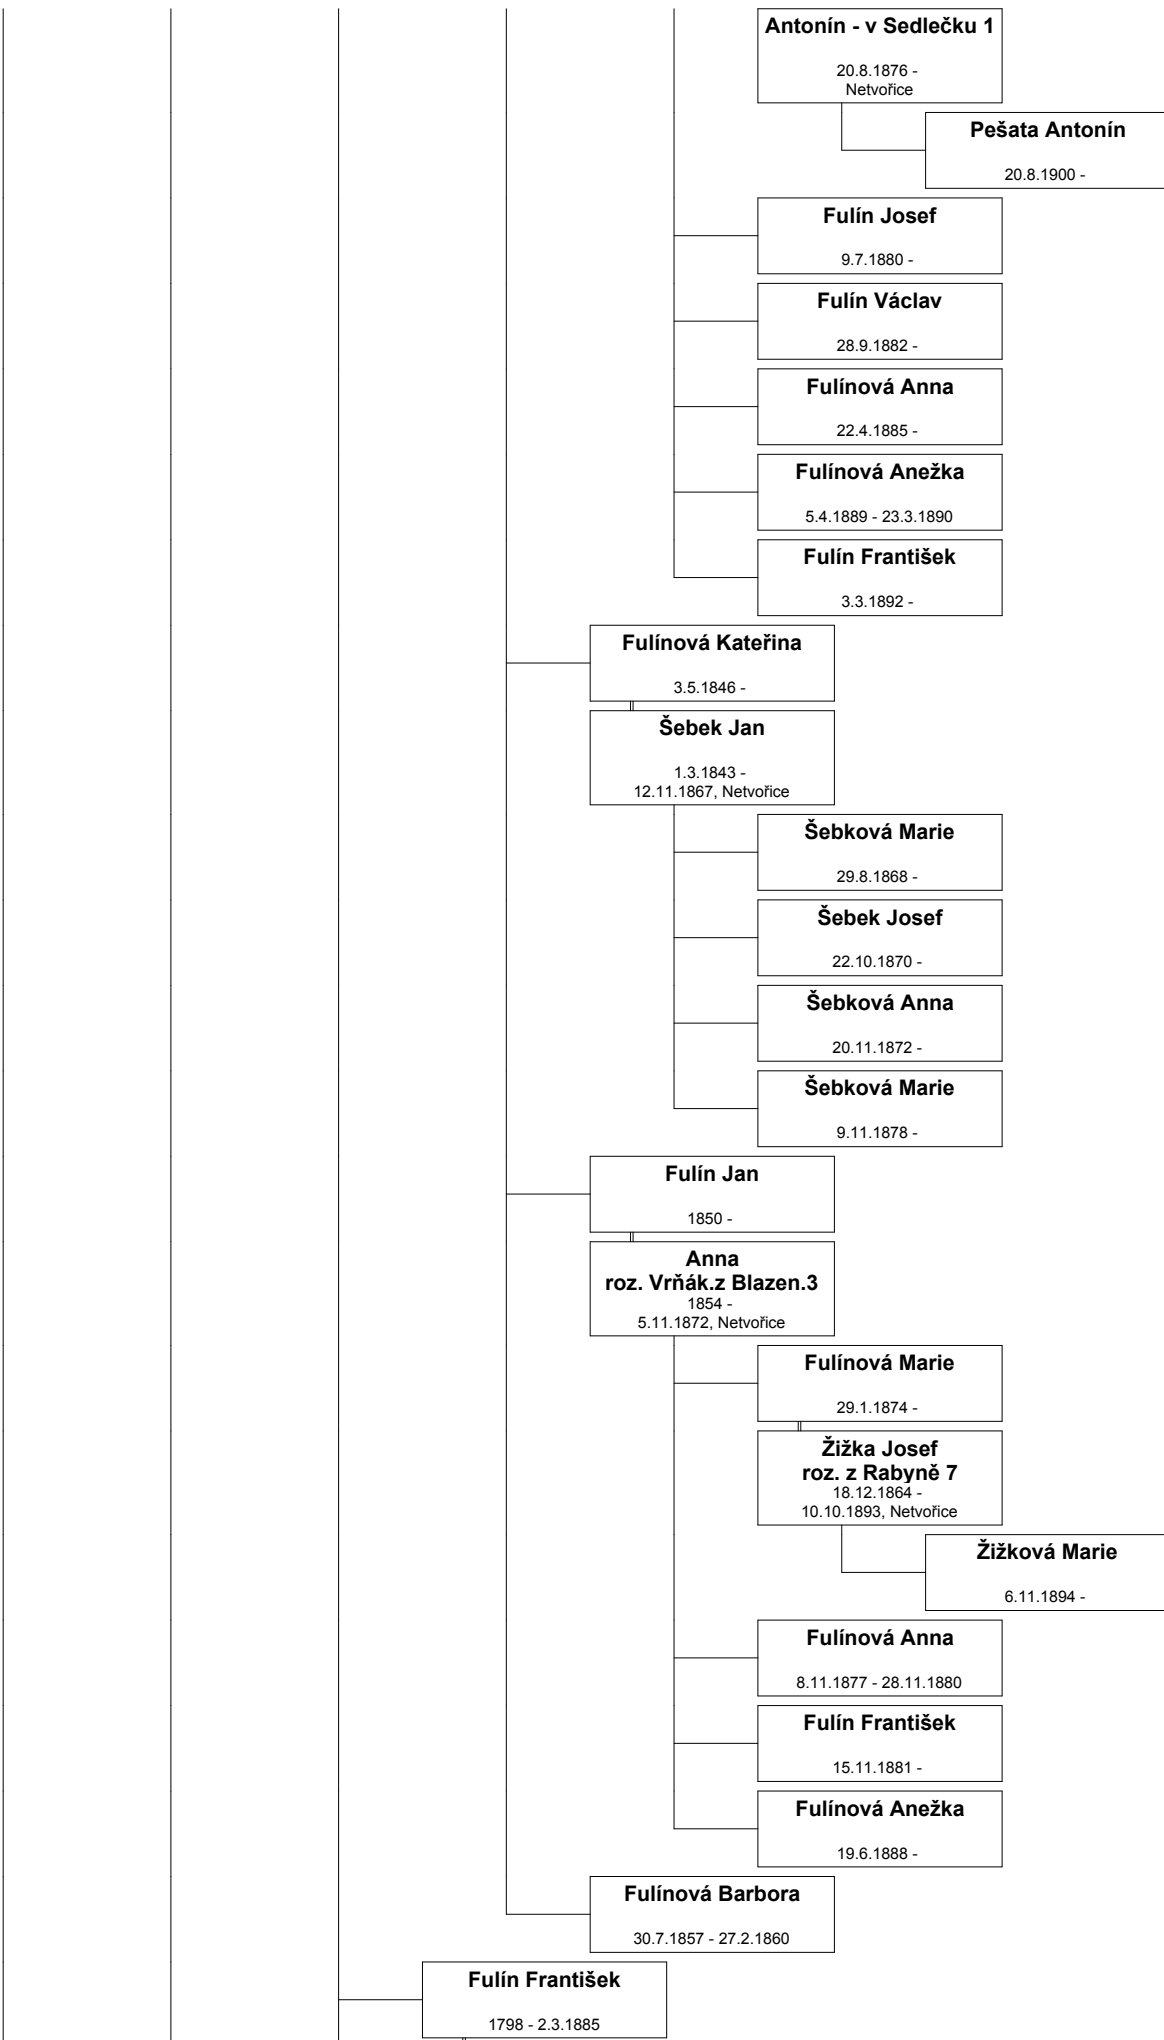 Antonín - v Sedlečku 1
20.8.1876 -
Netvořice
Pešata Antonín
20.8.1900 -
Fulín Josef
9.7.1880 -
Fulín Václav
28.9.1882 -
Fulínová Anna
22.4.1885 -
Fulínová Anežka
5.4.1889 - 23.3.1890
Fulín František
3.3.1892 -
Fulínová Kateřina
3.5.1846 -
Šebek Jan
1.3.1843 -
12.11.1867, Netvořice
Šebková Marie
29.8.1868 -
Šebek Josef
22.10.1870 -
Šebková Anna
20.11.1872 -
Šebková Marie
9.11.1878 -
Fulín Jan
1850 -
Anna
roz. Vrňák.z Blazen.3
1854 -
5.11.1872, Netvořice
Fulínová Marie
29.1.1874 -
Žižka Josef
roz. z Rabyně 7
18.12.1864 -
10.10.1893, Netvořice
Žižková Marie
6.11.1894 -
Fulínová Anna
8.11.1877 - 28.11.1880
Fulín František
15.11.1881 -
Fulínová Anežka
19.6.1888 -
Fulínová Barbora
30.7.1857 - 27.2.1860
Fulín František
1798 - 2.3.1885